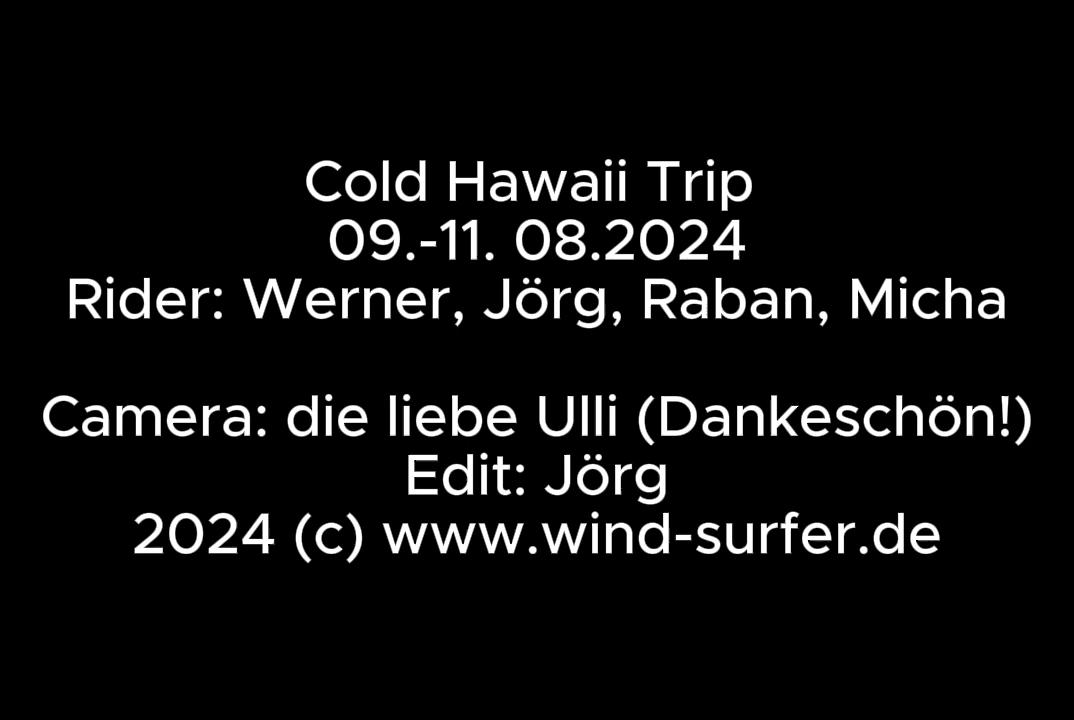 Cold Hawaii Trip
09.-11. 08.2024
Rider: Werner, Jörg, Raban, Micha
Camera: die liebe Ulli (Dankeschön!)
Edit: Jörg
2024 (c) www.wind-surfer.de